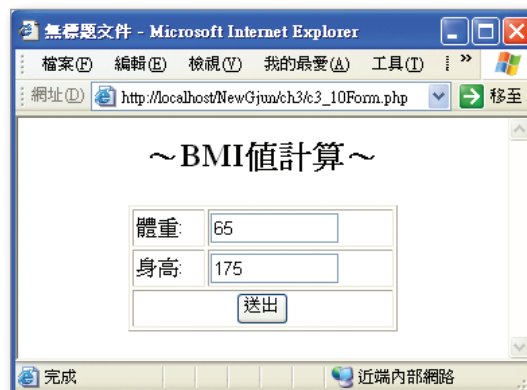 無標題文件 - Microsoft Internet Explorer
檔案(F) 編輯(E) 檢視(V) 我的最愛(A) 工具(T) »
網址(D) http://localhost/NewGjun/ch3/c3_10Form.php 移至
～BMI值計算～
體重: 65
身高: 175
送出
完成 近端內部網路